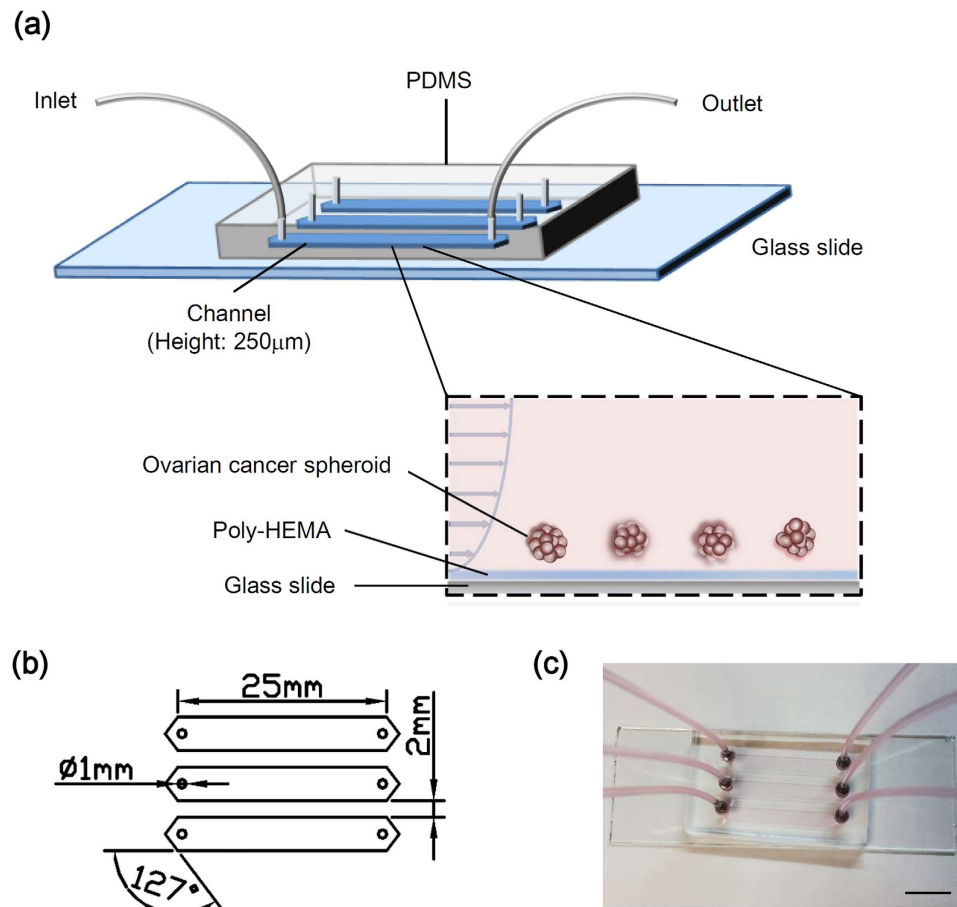 (a)
PDMS
Inlet
Outlet
Glass slide
Channel
(Height: 250μm)
Ovarian cancer spheroid
Poly-HEMA
Glass slide
(b)
25mm
2mm
Ø1mm
127°
(c)